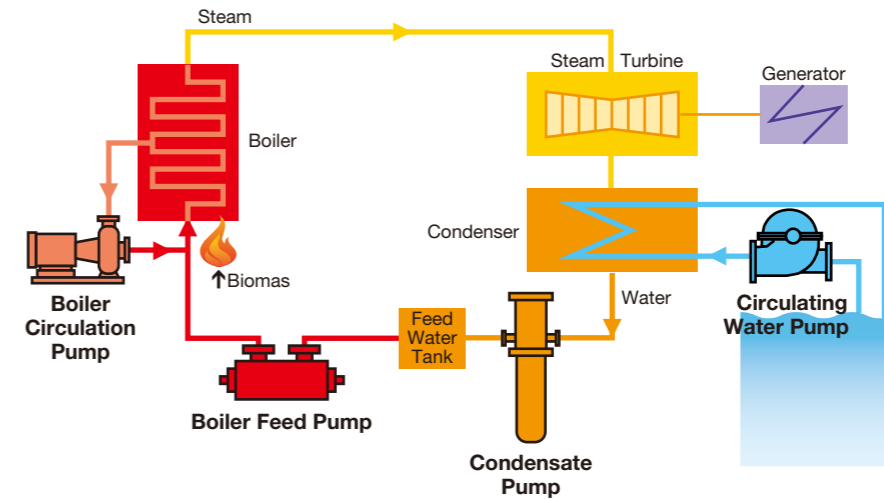 Steam
Steam Turbine
Generator
Boiler
Condenser
↑Biomas
Water
Boiler
Circulation
Pump
Circulating
Water Pump
Feed
Water
Tank
Boiler Feed Pump
Condensate
Pump